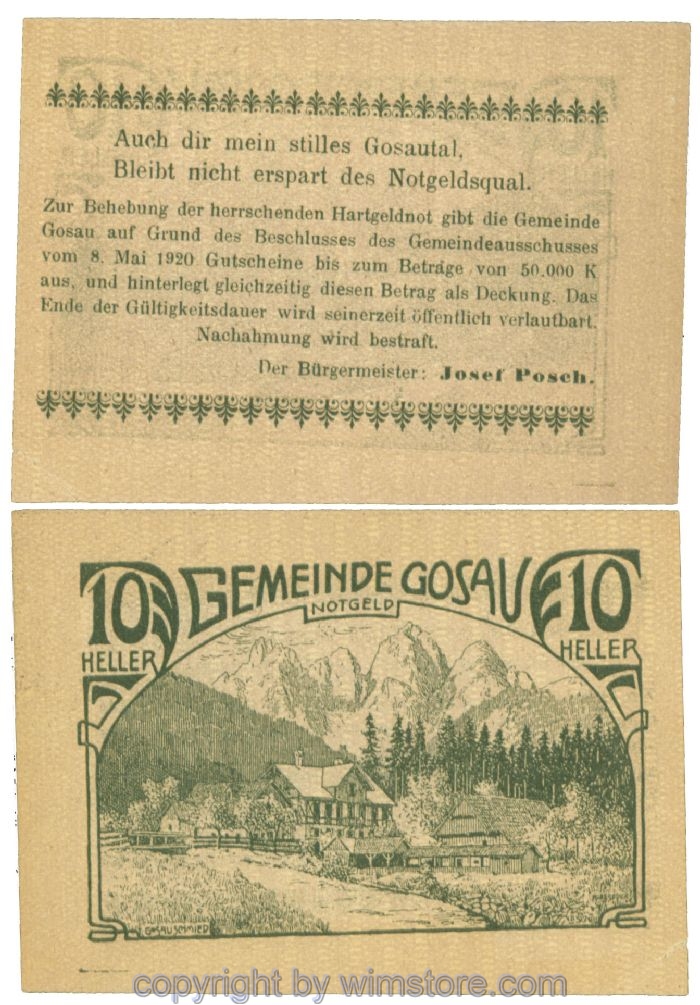 Auch dir mein stilles Gosautal,
Bleibt nicht erspart des Notgeldsqual.
Zur Behebung der herrschenden Hartgeldnot gibt die Gemeinde
Gosau auf Grund des Beschlusses des Gemeindeausschusses
vom 8. Mai 1920 Gutscheine bis zum Betrage von 50.000 K
aus, und hinterlegt gleichzeitig diesen Betrag als Deckung. Das
Ende der Gültigkeitsdauer wird seinerzeit öffentlich verlautbart.
Nachahmung wird bestraft.
Der Bürgermeister: Josef Posch.
10 GEMEINDE GOSAU 10
NOTGELD
HELLER HELLER
GOSAUSCHMIED
copyright by wimstore.com